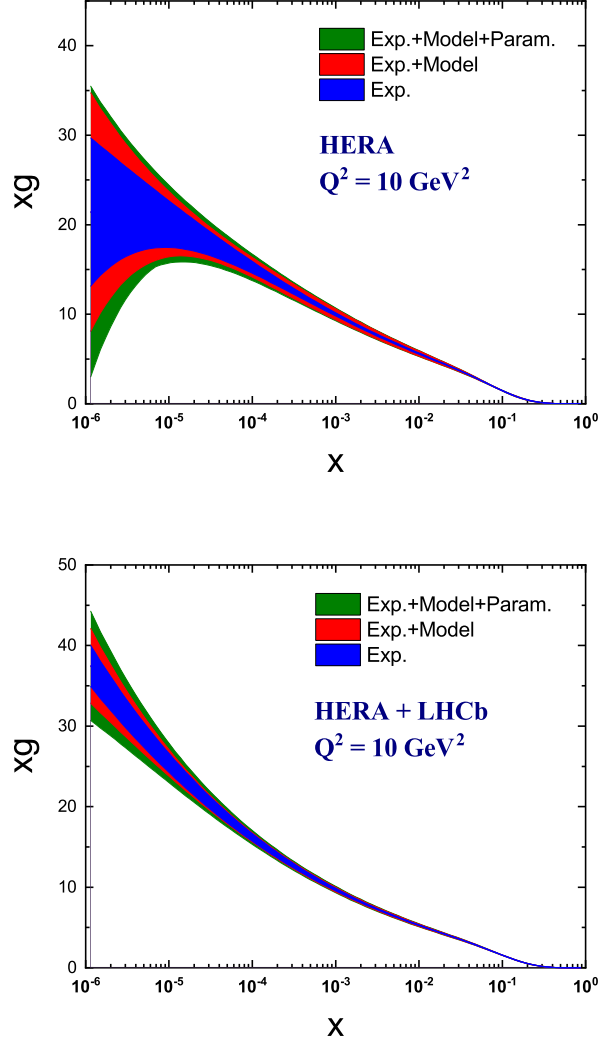 40
Exp.+Model+Param.
Exp.+Model
Exp.
30
HERA
Q² = 10 GeV²
xg
20
10
0
10⁻⁶ 10⁻⁵ 10⁻⁴ 10⁻³ 10⁻² 10⁻¹ 10⁰
x
50
Exp.+Model+Param.
Exp.+Model
Exp.
40
HERA + LHCb
Q² = 10 GeV²
30
xg
20
10
0
10⁻⁶ 10⁻⁵ 10⁻⁴ 10⁻³ 10⁻² 10⁻¹ 10⁰
x